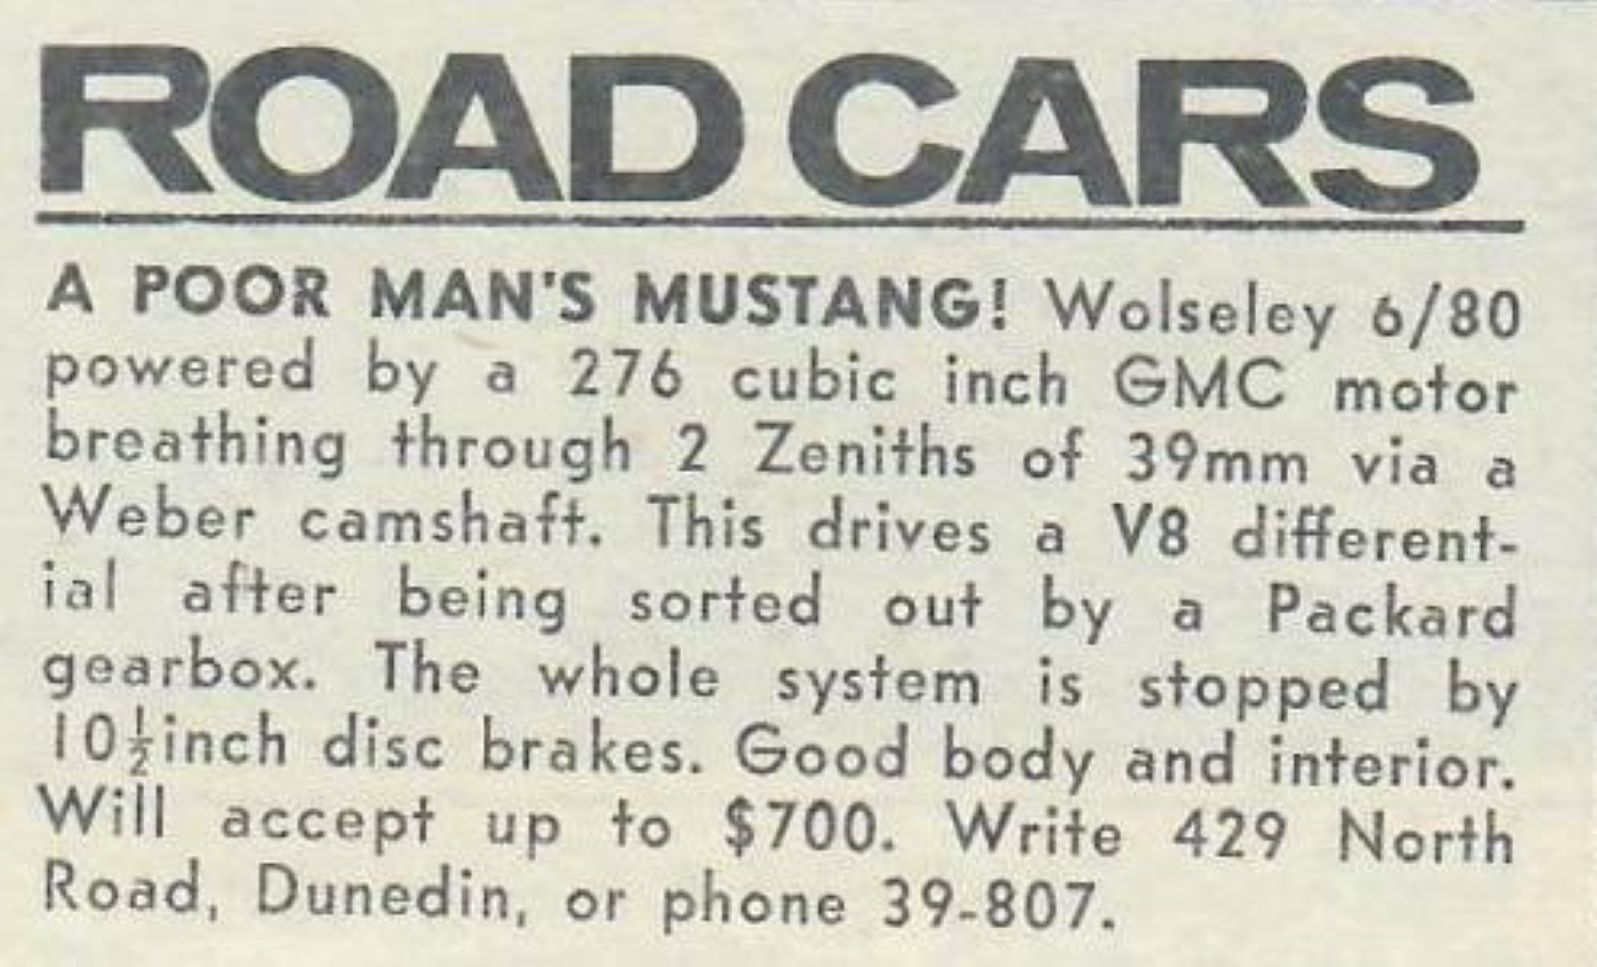 ROAD CARS
A POOR MAN'S MUSTANG! Wolseley 6/80
powered by a 276 cubic inch GMC motor
breathing through 2 Zeniths of 39mm via a
Weber camshaft. This drives a V8 different-
ial after being sorted out by a Packard
gearbox. The whole system is stopped by
10½inch disc brakes. Good body and interior.
Will accept up to $700. Write 429 North
Road, Dunedin, or phone 39-807.